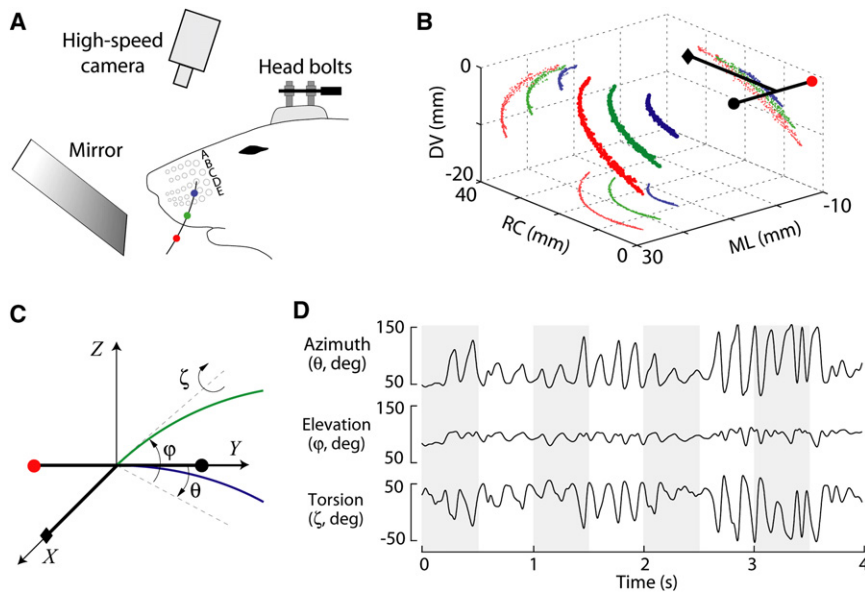 A
High-speed
camera
Head bolts
Mirror
A
B
C
D
E
B
DV (mm)
0
-20
40
RC (mm)
0
30
ML (mm)
-10
C
Z
ζ
φ
Y
θ
X
D
Azimuth
(θ, deg)
150
50
Elevation
(φ, deg)
150
50
Torsion
(ζ, deg)
50
-50
0 1 2 3 4
Time (s)